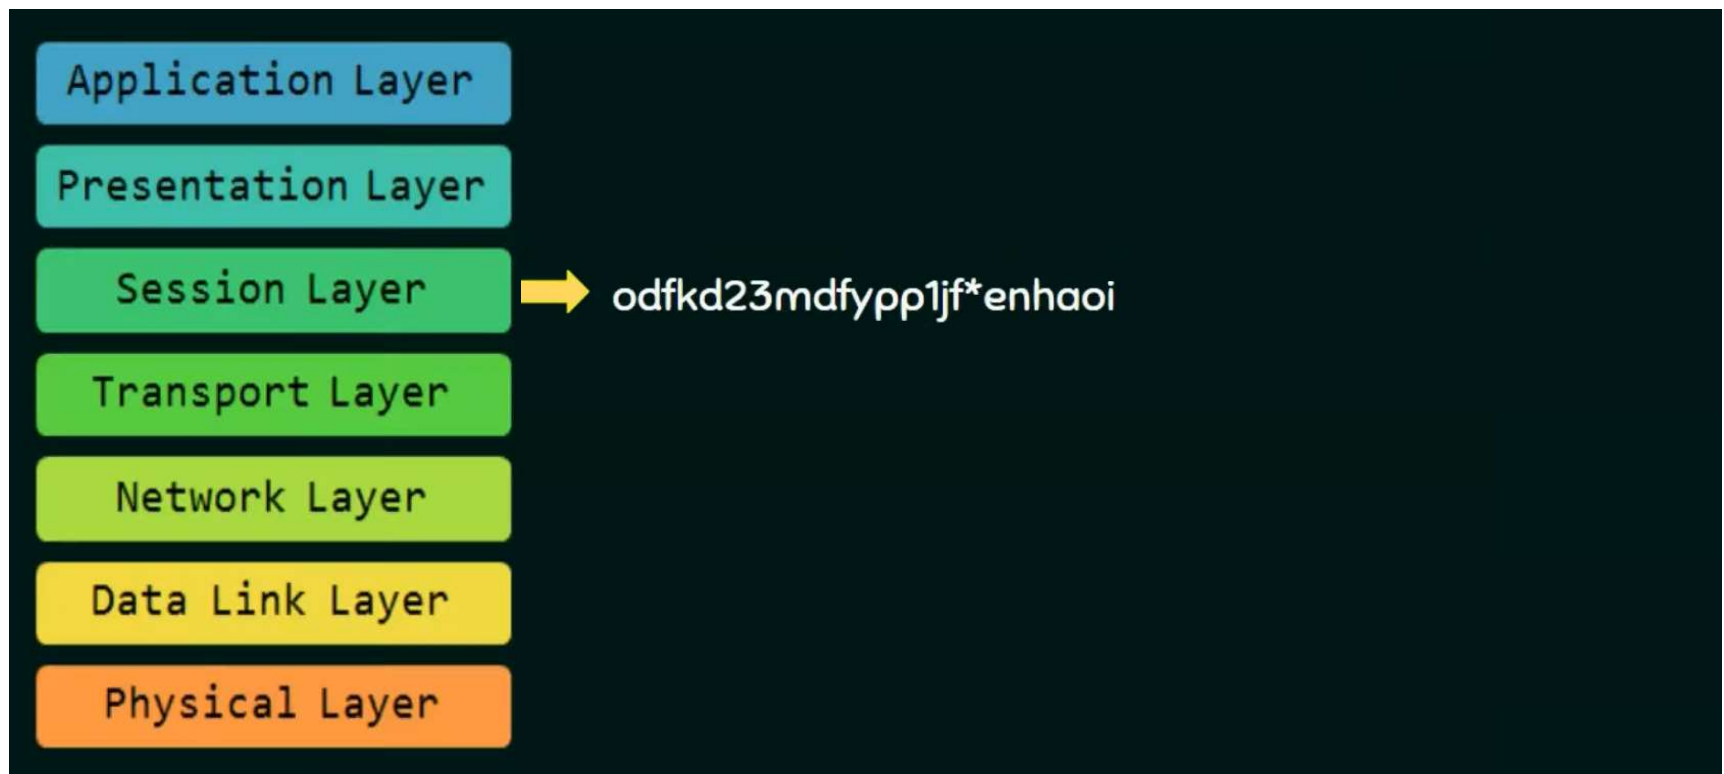 Application Layer
Presentation Layer
Session Layer odfkd23mdfypp1jf*enhaoi
Transport Layer
Network Layer
Data Link Layer
Physical Layer